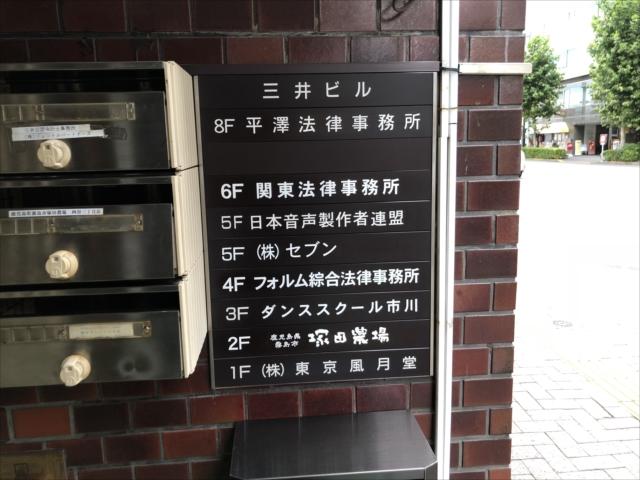 三井ビル
8F 平澤法律事務所
6F 関東法律事務所
5F 日本音声製作者連盟
5F (株)セブン
4F フォルム綜合法律事務所
3F ダンススクール市川
2F 鹿児島県霧島市 塚田農場
1F (株)東京風月堂